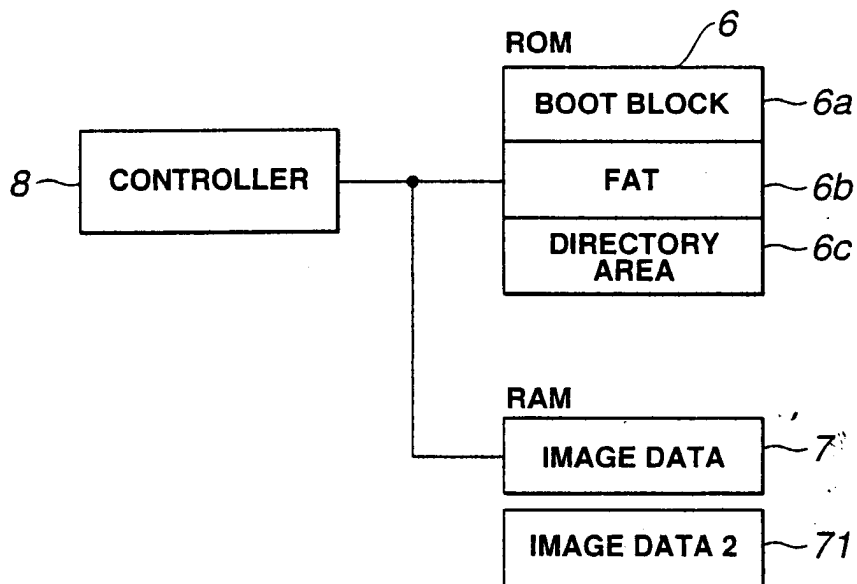 6
ROM
BOOT BLOCK 6a
8 CONTROLLER
FAT 6b
DIRECTORY
AREA 6c
RAM
IMAGE DATA 7
IMAGE DATA 2 71